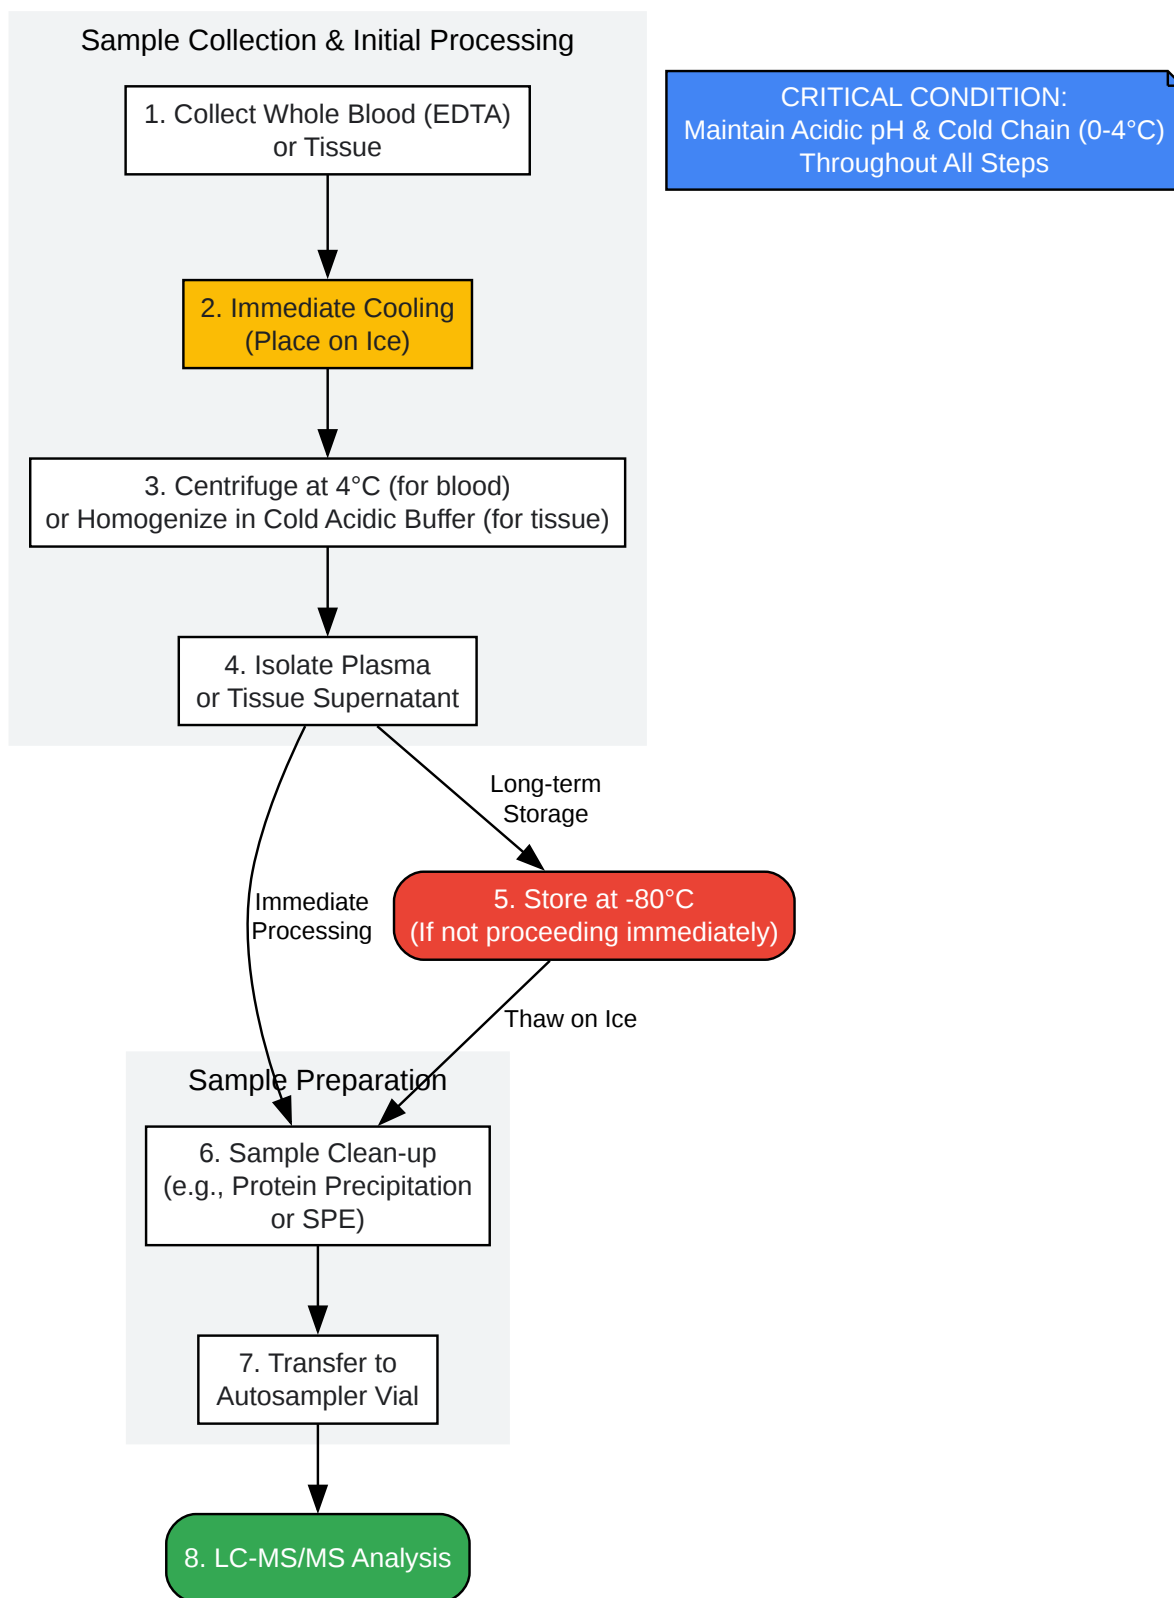 Sample Collection & Initial Processing
1. Collect Whole Blood (EDTA)
or Tissue
CRITICAL CONDITION:
Maintain Acidic pH & Cold Chain (0-4°C)
Throughout All Steps
2. Immediate Cooling
(Place on Ice)
3. Centrifuge at 4°C (for blood)
or Homogenize in Cold Acidic Buffer (for tissue)
4. Isolate Plasma
or Tissue Supernatant
Long-term
Storage
Immediate
Processing
5. Store at -80°C
(If not proceeding immediately)
Thaw on Ice
Sample Preparation
6. Sample Clean-up
(e.g., Protein Precipitation
or SPE)
7. Transfer to
Autosampler Vial
8. LC-MS/MS Analysis